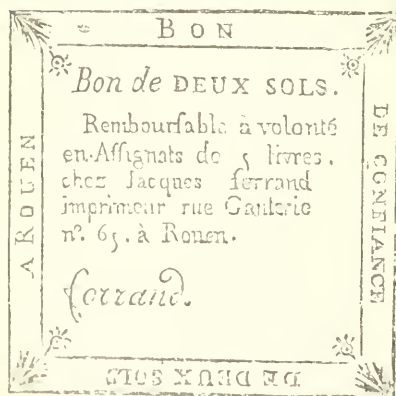 BON
Bon de DEUX SOLS.
Rembourſable à volonté
en Aſſignats de 5 livres,
chez Jacques Ferrand
imprimeur rue Ganterie
nº. 65. à Rouen.
Ferrand.
DE CONFIANCE
DE DEUX SOLS
A ROUEN